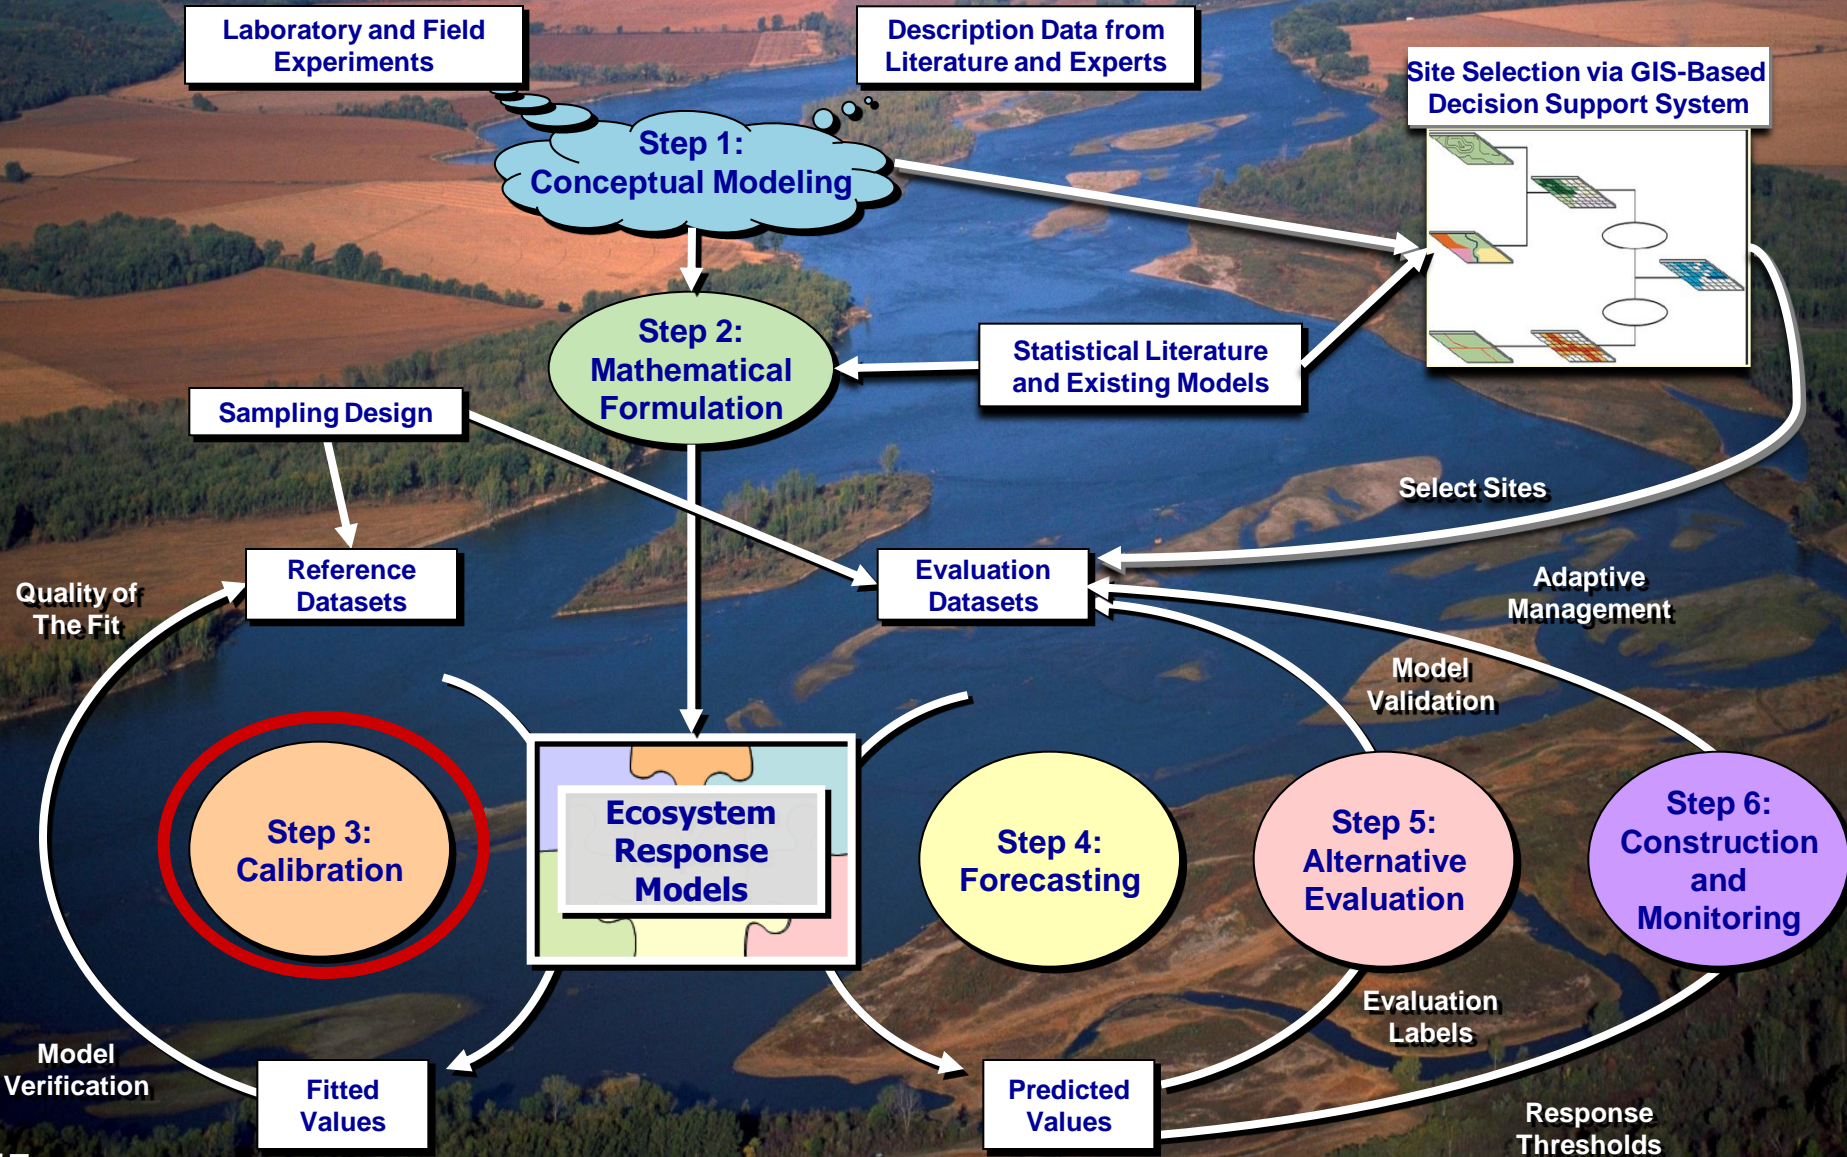 Laboratory and Field
Experiments
Description Data from
Literature and Experts
Site Selection via GIS-Based
Decision Support System
Step 1:
Conceptual Modeling
Step 2:
Mathematical
Formulation
Statistical Literature
and Existing Models
Sampling Design
Select Sites
Reference
Datasets
Evaluation
Datasets
Quality of
The Fit
Adaptive
Management
Model
Validation
Step 3:
Calibration
Ecosystem
Response
Models
Step 4:
Forecasting
Step 5:
Alternative
Evaluation
Step 6:
Construction
and
Monitoring
Evaluation
Labels
Model
Verification
Fitted
Values
Predicted
Values
Response
Thresholds